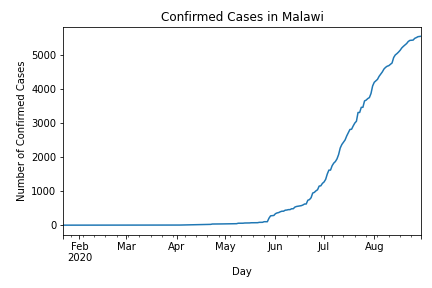 Confirmed Cases in Malawi
Number of Confirmed Cases
5000
4000
3000
2000
1000
0
Feb Mar Apr May Jun Jul Aug
2020
Day